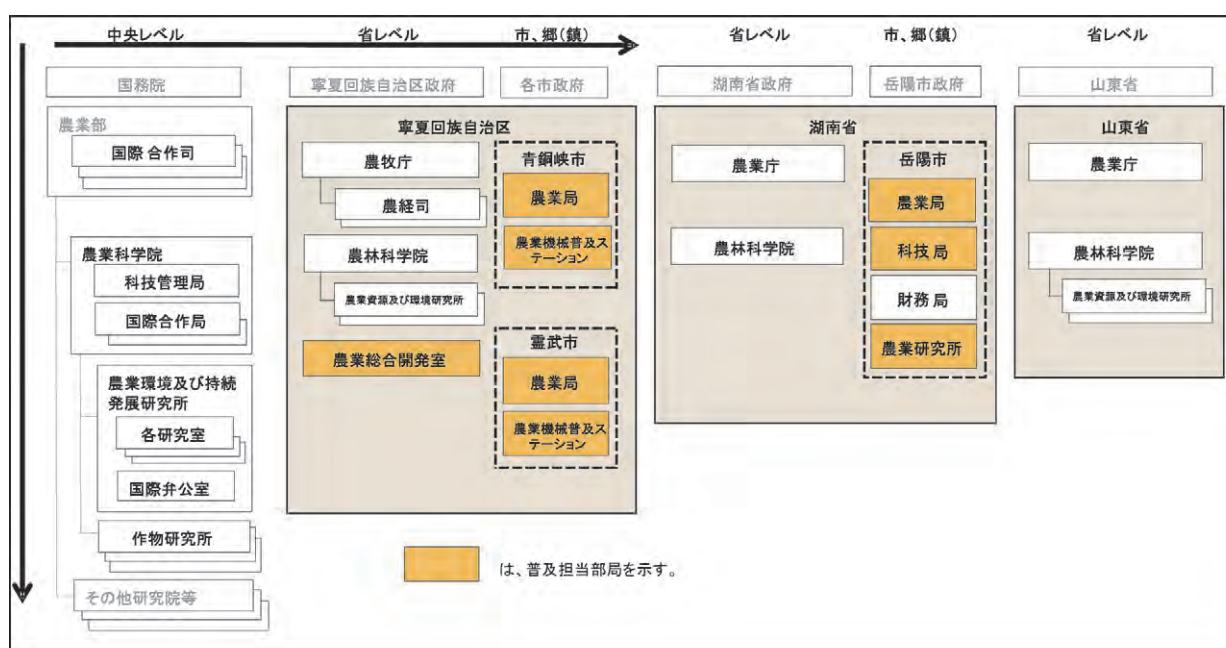 中央レベル
省レベル
市、郷(鎮)
省レベル
市、郷(鎮)
省レベル
国務院
寧夏回族自治区政府
各市政府
湖南省政府
岳陽市政府
山東省
農業部
国際合作司
農業科学院
科技管理局
国際合作局
農業環境及び持続
発展研究所
各研究室
国際弁公室
作物研究所
その他研究院等
寧夏回族自治区
農牧庁
農経司
農林科学院
農業資源及び環境研究所
農業総合開発室
青銅峡市
農業局
農業機械普及ス
テーション
霊武市
農業局
農業機械普及ス
テーション
湖南省
農業庁
農林科学院
岳陽市
農業局
科技局
財務局
農業研究所
山東省
農業庁
農林科学院
農業資源及び環境研究所
は、普及担当部局を示す。